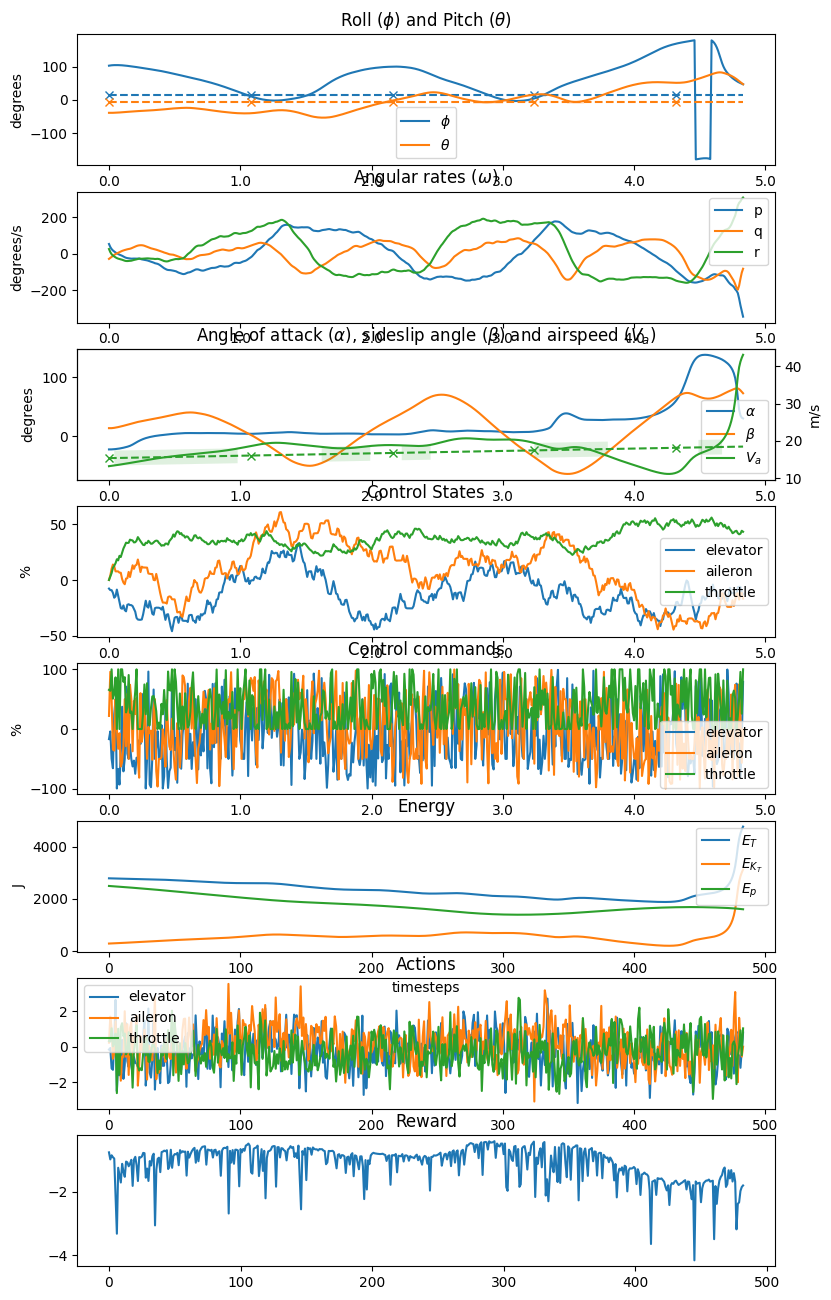 Roll (ϕ) and Pitch (θ)
degrees
100
0
−100
ϕ
θ
0.0 1.0 2.0 3.0 4.0 5.0
Angular rates (ω)
degrees/s
200
0
−200
p
q
r
0.0 1.0 2.0 3.0 4.0 5.0
Angle of attack (α), sideslip angle (β) and airspeed (V_a)
degrees
100
0
40
30
20
10
m/s
α
β
V_a
0.0 1.0 2.0 3.0 4.0 5.0
Control States
%
50
0
−50
elevator
aileron
throttle
0.0 1.0 2.0 3.0 4.0 5.0
Control commands
%
100
0
−100
elevator
aileron
throttle
0.0 1.0 2.0 3.0 4.0 5.0
Energy
J
4000
2000
0
E_T
E_{K_T}
E_p
0 100 200 300 400 500
timesteps
Actions
2
0
−2
elevator
aileron
throttle
0 100 200 300 400 500
Reward
−2
−4
0 100 200 300 400 500